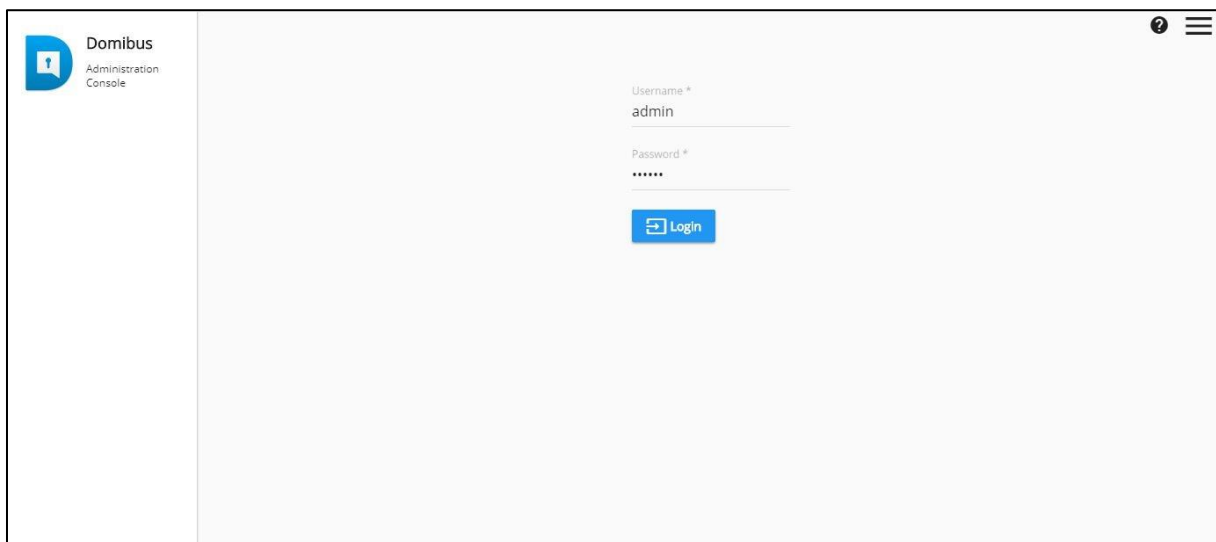 Domibus
Administration
Console
Username *
admin
Password *
••••••
Login